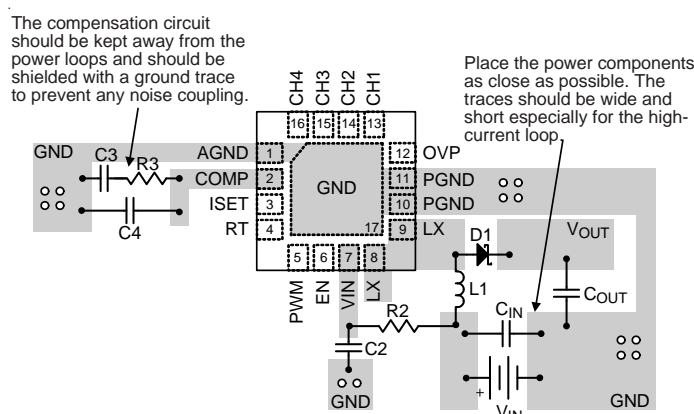 The compensation circuit
should be kept away from the
power loops and should be
shielded with a ground trace
to prevent any noise coupling.
Place the power components
as close as possible. The
traces should be wide and
short especially for the high-
current loop.
CH4
CH3
CH2
CH1
16
15
14
13
GND
C3
R3
C4
AGND
COMP
ISET
RT
1
2
3
4
GND
17
12
11
10
9
OVP
PGND
PGND
LX
5
6
7
8
PWM
EN
VIN
LX
D1
VOUT
L1
COUT
R2
CIN
C2
GND
+
VIN
GND